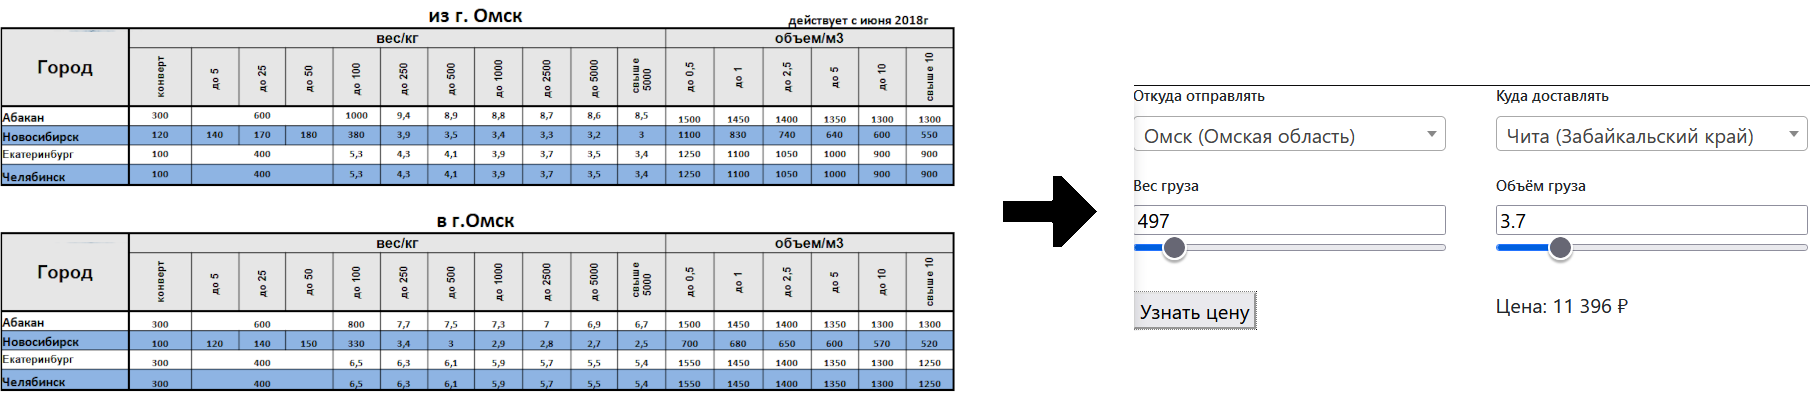 из г. Омск
действует с июня 2018г
Город вес/кг объем/м3
конверт до 5 до 25 до 50 до 100 до 250 до 500 до 1000 до 2500 до 5000 свыше 5000 до 0,5 до 1 до 2,5 до 5 до 10 свыше 10
Абакан 300 600 1000 9,4 8,9 8,8 8,7 8,6 8,5 1500 1450 1400 1350 1300 1300
Новосибирск 120 140 170 180 380 3,9 3,5 3,4 3,3 3,2 3 1100 830 740 640 600 550
Екатеринбург 100 400 5,3 4,3 4,1 3,9 3,7 3,5 3,4 1250 1100 1050 1000 900 900
Челябинск 100 400 5,3 4,3 4,1 3,9 3,7 3,5 3,4 1250 1100 1050 1000 900 900
в г.Омск
Город вес/кг объем/м3
конверт до 5 до 25 до 50 до 100 до 250 до 500 до 1000 до 2500 до 5000 свыше 5000 до 0,5 до 1 до 2,5 до 5 до 10 свыше 10
Абакан 300 600 800 7,7 7,5 7,3 7 6,9 6,7 1500 1450 1400 1350 1300 1300
Новосибирск 100 120 140 150 330 3,4 3 2,9 2,8 2,7 2,5 700 680 650 600 570 520
Екатеринбург 300 400 6,5 6,3 6,1 5,9 5,7 5,5 5,4 1550 1450 1400 1350 1300 1250
Челябинск 300 400 6,5 6,3 6,1 5,9 5,7 5,5 5,4 1550 1450 1400 1350 1300 1250
Откуда отправлять Куда доставлять
Омск (Омская область) Чита (Забайкальский край)
Вес груза Объём груза
497 3.7
Узнать цену Цена: 11 396 ₽